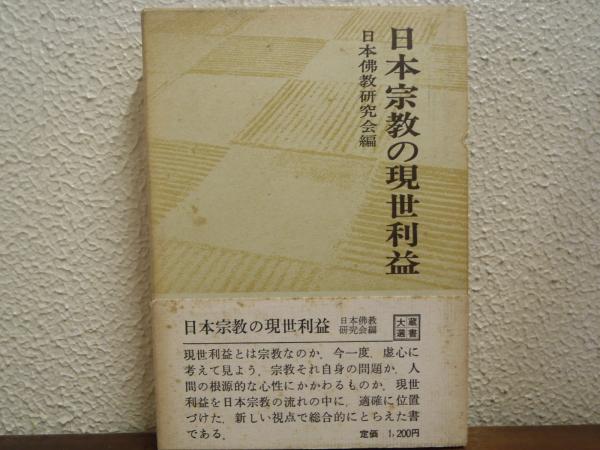 日本宗教の現世利益
日本佛教研究会編
日本宗教の現世利益
日本佛教
研究会編
大蔵
選書
現世利益とは宗教なのか．今一度．虚心に
考えて見よう．宗教それ自身の問題か．人
間の根源的な心性にかかわるものか．現世
利益を日本宗教の流れの中に．適確に位置
づけた．新しい視点で総合的にとらえた書
である．
定価 1,200円